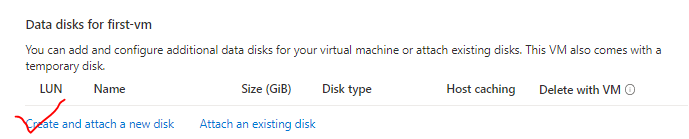 Data disks for first-vm
You can add and configure additional data disks for your virtual machine or attach existing disks. This VM also comes with a
temporary disk.
LUN Name Size (GiB) Disk type Host caching Delete with VM
Create and attach a new disk Attach an existing disk